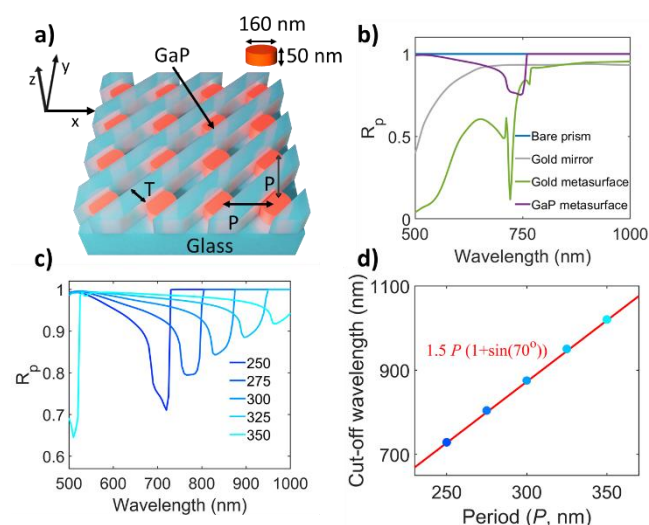 a)
160 nm
50 nm
GaP
z
y
x
T
P
P
Glass
b)
1
0.5
0
R_p
Bare prism
Gold mirror
Gold metasurface
GaP metasurface
500
750
1000
Wavelength (nm)
c)
1
0.9
0.8
0.7
0.6
R_p
250
275
300
325
350
500 600 700 800 900 1000
Wavelength (nm)
d)
1100
900
700
Cut-off wavelength (nm)
1.5 P (1+sin(70°))
250
300
350
Period (P, nm)